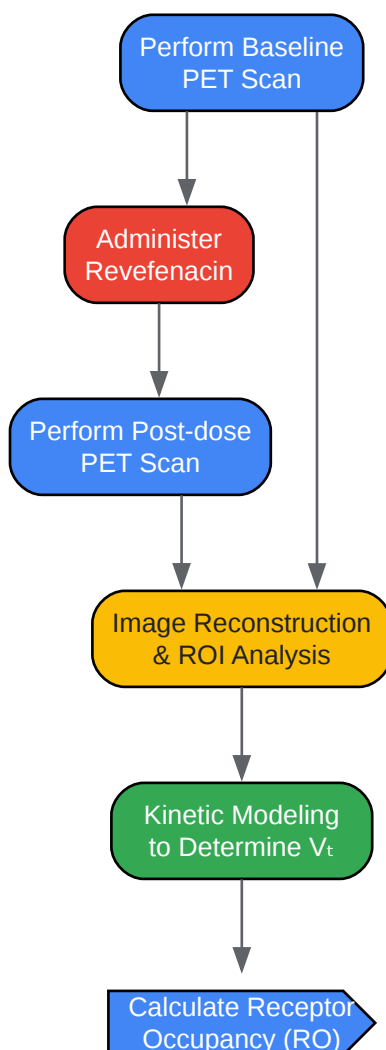 Perform Baseline
PET Scan
Administer
Revefenacin
Perform Post-dose
PET Scan
Image Reconstruction
& ROI Analysis
Kinetic Modeling
to Determine Vₜ
Calculate Receptor
Occupancy (RO)